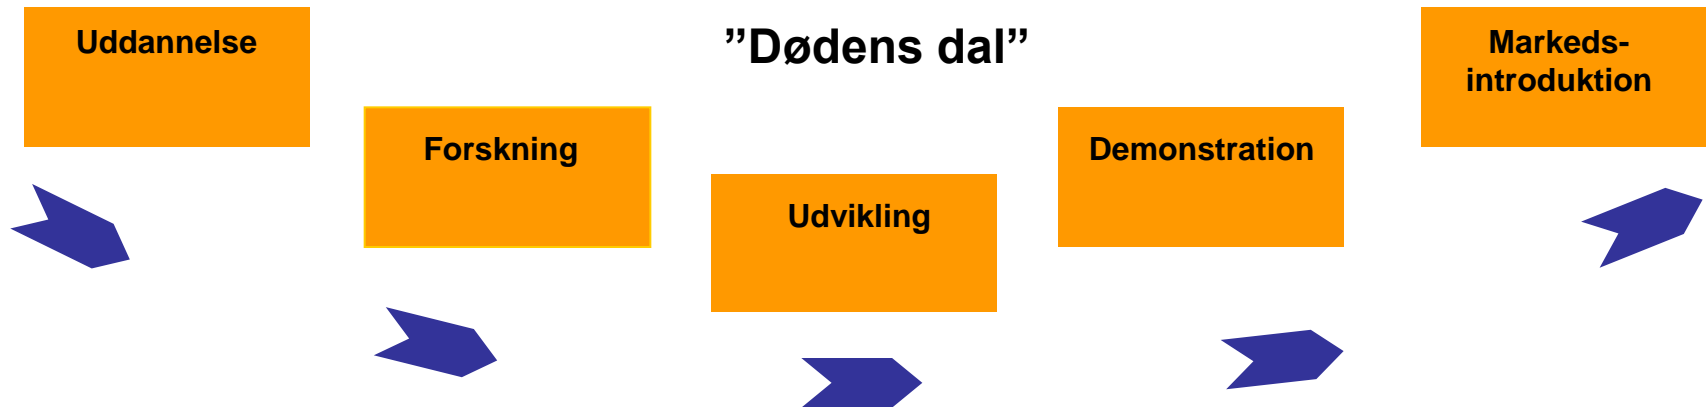 Uddannelse
”Dødens dal”
Markeds-
introduktion
Forskning
Demonstration
Udvikling